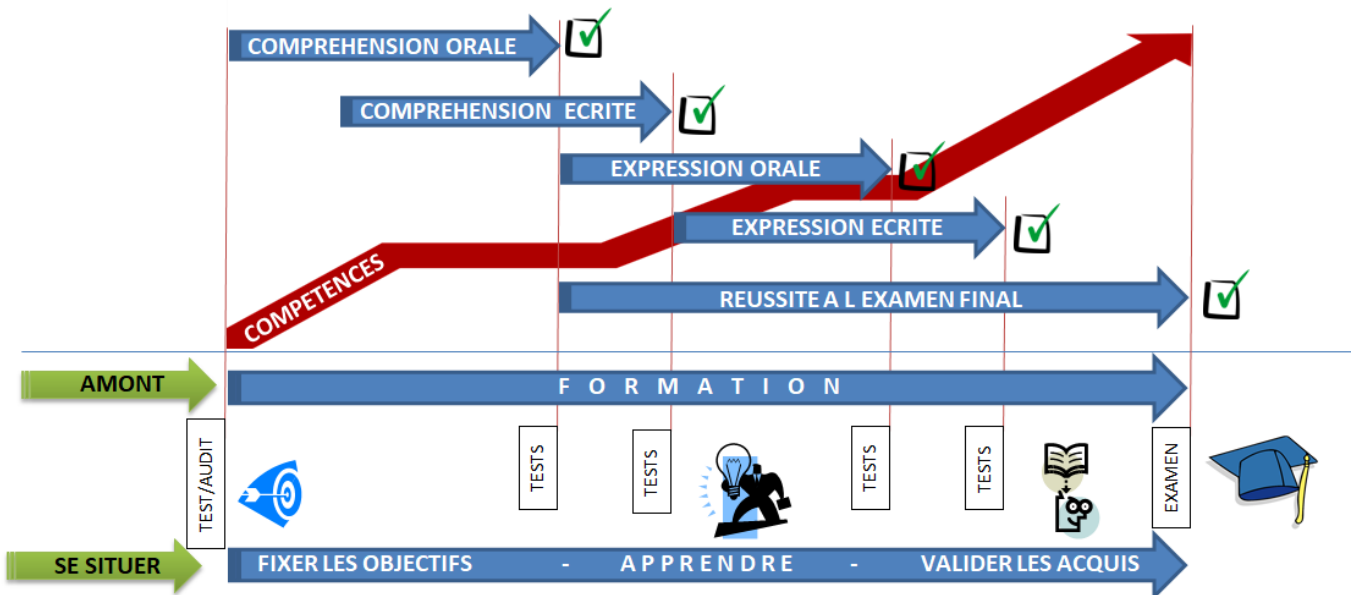 COMPREHENSION ORALE
COMPREHENSION ECRITE
EXPRESSION ORALE
EXPRESSION ECRITE
COMPETENCES
REUSSITE A L EXAMEN FINAL
AMONT
F O R M A T I O N
TEST/AUDIT
TESTS
TESTS
TESTS
TESTS
EXAMEN
SE SITUER
FIXER LES OBJECTIFS - A P P R E N D R E - VALIDER LES ACQUIS